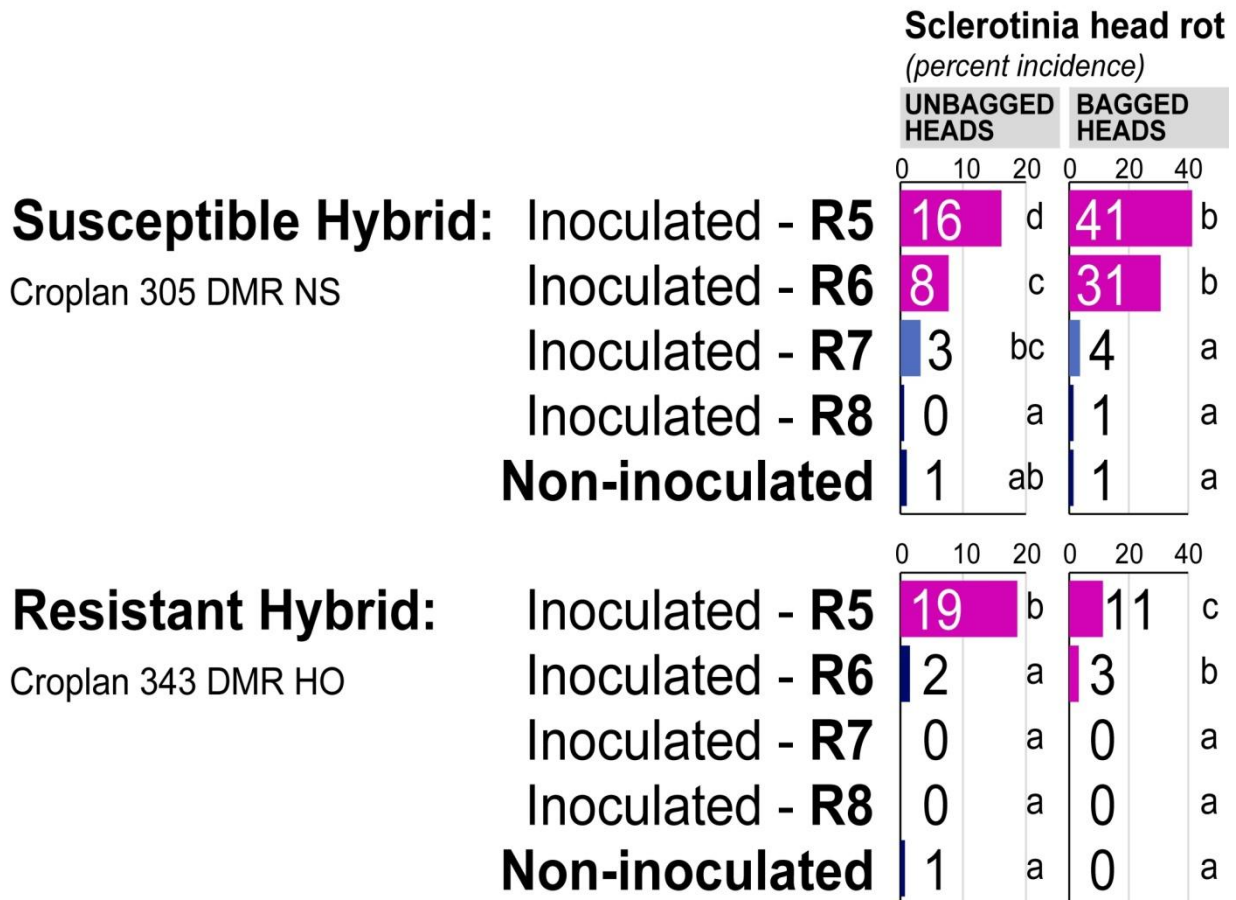 Sclerotinia head rot
(percent incidence)
UNBAGGED HEADS BAGGED HEADS
0 10 20 0 20 40
Susceptible Hybrid: Inoculated - R5 16 d 41 b
Croplan 305 DMR NS Inoculated - R6 8 c 31 b
Inoculated - R7 3 bc 4 a
Inoculated - R8 0 a 1 a
Non-inoculated 1 ab 1 a
0 10 20 0 20 40
Resistant Hybrid: Inoculated - R5 19 b 11 c
Croplan 343 DMR HO Inoculated - R6 2 a 3 b
Inoculated - R7 0 a 0 a
Inoculated - R8 0 a 0 a
Non-inoculated 1 a 0 a